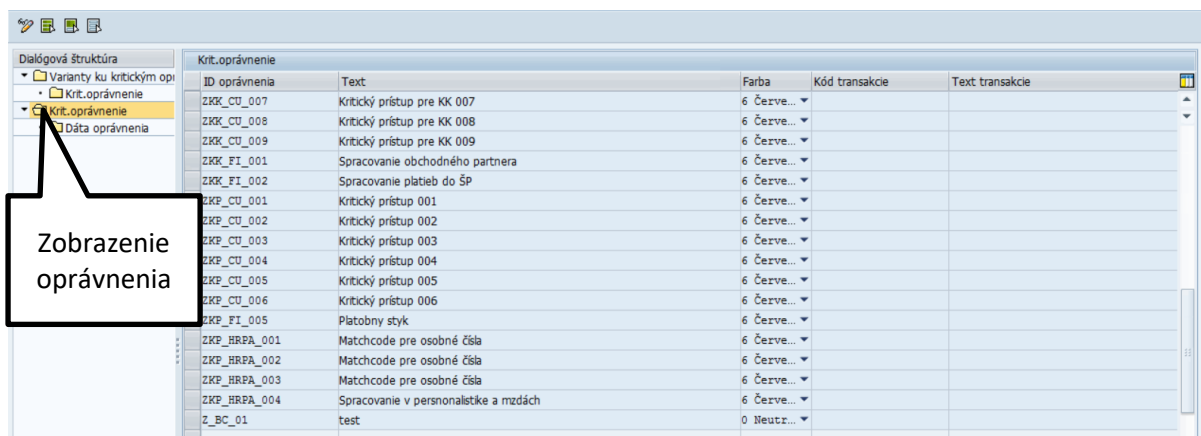 Dialógová štruktúra
Varianty ku kritickým opr
Krit.oprávnenie
Krit.oprávnenie
Dáta oprávnenia
Zobrazenie
oprávnenia
Krit.oprávnenie
ID oprávnenia Text Farba Kód transakcie Text transakcie
ZKK_CU_007 Kritický prístup pre KK 007 6 Červe...
ZKK_CU_008 Kritický prístup pre KK 008 6 Červe...
ZKK_CU_009 Kritický prístup pre KK 009 6 Červe...
ZKK_FI_001 Spracovanie obchodného partnera 6 Červe...
ZKK_FI_002 Spracovanie platieb do ŠP 6 Červe...
ZKP_CU_001 Kritický prístup 001 6 Červe...
ZKP_CU_002 Kritický prístup 002 6 Červe...
ZKP_CU_003 Kritický prístup 003 6 Červe...
ZKP_CU_004 Kritický prístup 004 6 Červe...
ZKP_CU_005 Kritický prístup 005 6 Červe...
ZKP_CU_006 Kritický prístup 006 6 Červe...
ZKP_FI_005 Platobny styk 6 Červe...
ZKP_HRPA_001 Matchcode pre osobné čísla 6 Červe...
ZKP_HRPA_002 Matchcode pre osobné čísla 6 Červe...
ZKP_HRPA_003 Matchcode pre osobné čísla 6 Červe...
ZKP_HRPA_004 Spracovanie v persnonalistike a mzdách 6 Červe...
Z_BC_01 test 0 Neutr...